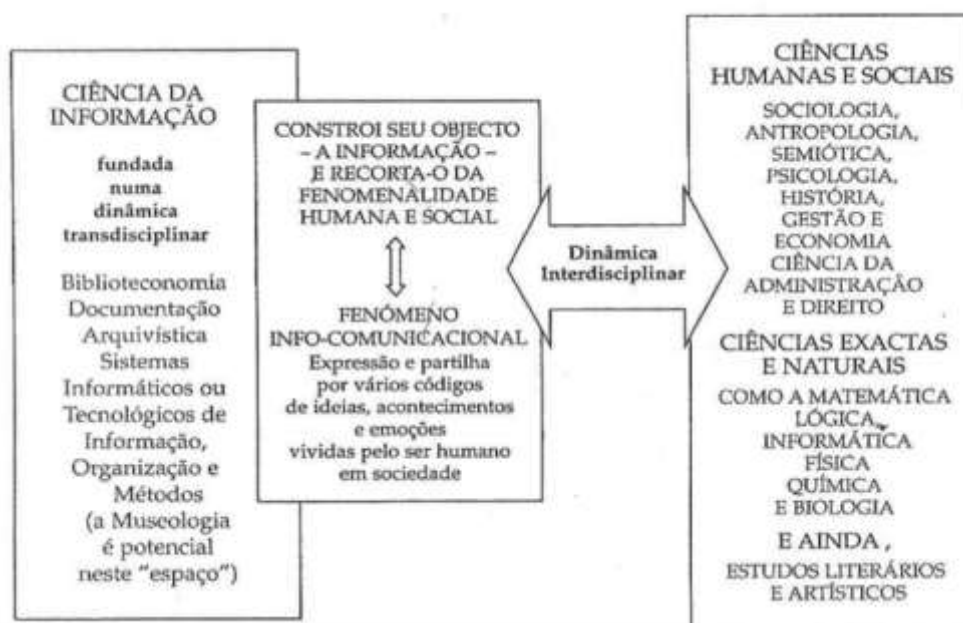 CIÊNCIA DA
INFORMAÇÃO
fundada
numa
dinâmica
transdisciplinar
Biblioteconomia
Documentação
Arquivística
Sistemas
Informáticos ou
Tecnológicos de
Informação,
Organização e
Métodos
(a Museologia
é potencial
neste “espaço”)
CONSTROI SEU OBJECTO
– A INFORMAÇÃO –
E RECORTA-O DA
FENOMENALIDADE
HUMANA E SOCIAL
FENÓMENO
INFO-COMUNICACIONAL
Expressão e partilha
por vários códigos
de ideias, acontecimentos
e emoções
vividas pelo ser humano
em sociedade
Dinâmica
Interdisciplinar
CIÊNCIAS
HUMANAS E SOCIAIS
SOCIOLOGIA,
ANTROPOLOGIA,
SEMIÓTICA,
PSICOLOGIA,
HISTÓRIA,
GESTÃO E
ECONOMIA
CIÊNCIA DA
ADMINISTRAÇÃO
E DIREITO
CIÊNCIAS EXACTAS
E NATURAIS
COMO A MATEMÁTICA
LÓGICA,
INFORMÁTICA
FÍSICA
QUÍMICA
E BIOLOGIA
E AINDA,
ESTUDOS LITERÁRIOS
E ARTÍSTICOS